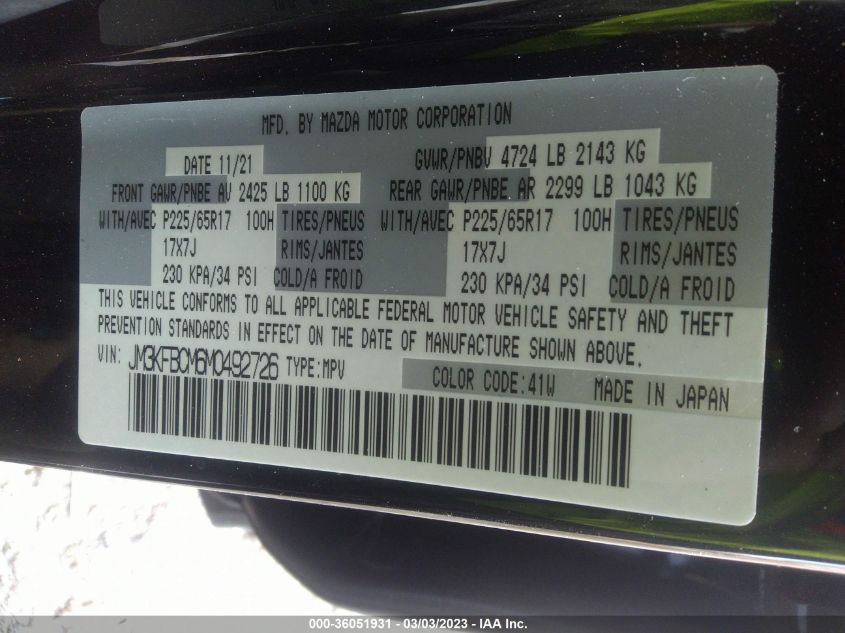 MFD. BY MAZDA MOTOR CORPORATION
DATE 11/21 GVWR/PNBV 4724 LB 2143 KG
FRONT GAWR/PNBE AV 2425 LB 1100 KG REAR GAWR/PNBE AR 2299 LB 1043 KG
WITH/AVEC P225/65R17 100H TIRES/PNEUS WITH/AVEC P225/65R17 100H TIRES/PNEUS
17X7J RIMS/JANTES 17X7J RIMS/JANTES
230 KPA/34 PSI COLD/A FROID 230 KPA/34 PSI COLD/A FROID
THIS VEHICLE CONFORMS TO ALL APPLICABLE FEDERAL MOTOR VEHICLE SAFETY AND THEFT
PREVENTION STANDARDS IN EFFECT ON THE DATE OF MANUFACTURE SHOWN ABOVE.
VIN: JM3KFBCM6M0492726 TYPE:MPV
COLOR CODE:41W MADE IN JAPAN
000-36051931 - 03/03/2023 - IAA Inc.